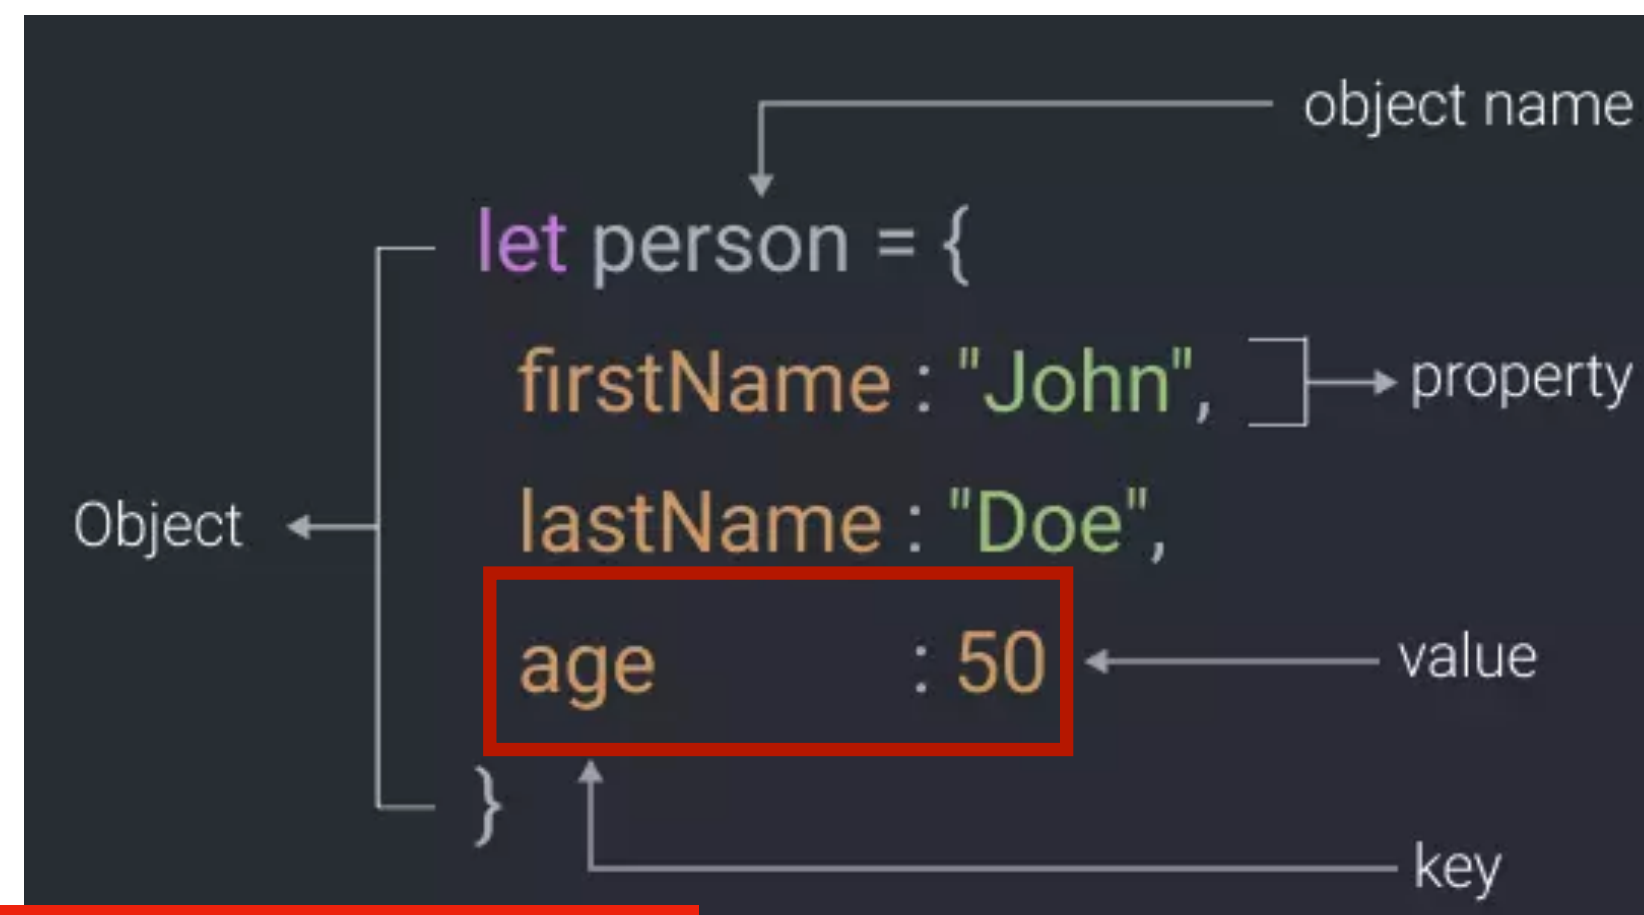 object name
let person = {
firstName : "John",
property
lastName : "Doe",
Object
age : 50
value
}
key